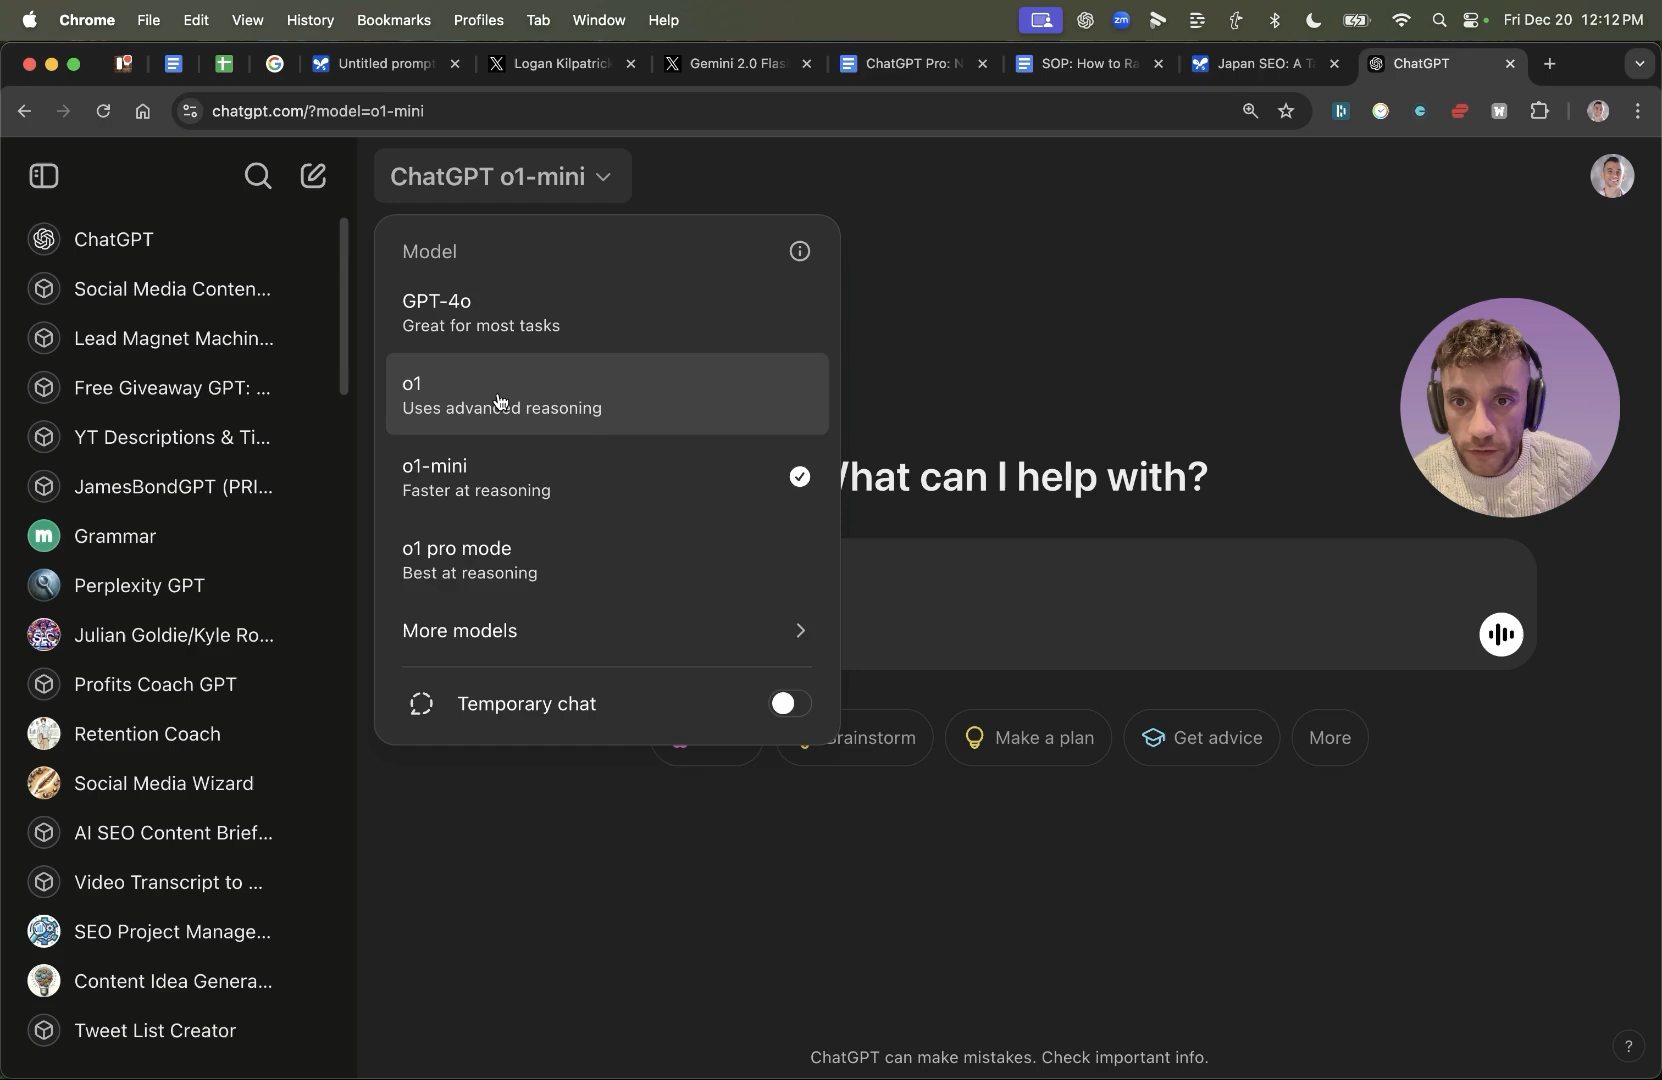 Chrome File Edit View History Bookmarks Profiles Tab Window Help zm Fri Dec 20 12:12 PM
Untitled prompt Logan Kilpatrick Gemini 2.0 Flas ChatGPT Pro: N SOP: How to Ra Japan SEO: A T ChatGPT
chatgpt.com/?model=o1-mini
ChatGPT
Social Media Conten...
Lead Magnet Machin...
Free Giveaway GPT: ...
YT Descriptions & Ti...
JamesBondGPT (PRI...
m Grammar
Perplexity GPT
SEO Julian Goldie/Kyle Ro...
Profits Coach GPT
Retention Coach
Social Media Wizard
AI SEO Content Brief...
Video Transcript to ...
SEO Project Manage...
Content Idea Genera...
Tweet List Creator
ChatGPT o1-mini
Model
GPT-4o
Great for most tasks
o1
Uses advanced reasoning
o1-mini
Faster at reasoning
o1 pro mode
Best at reasoning
More models
Temporary chat
What can I help with?
Brainstorm Make a plan Get advice More
ChatGPT can make mistakes. Check important info.
?